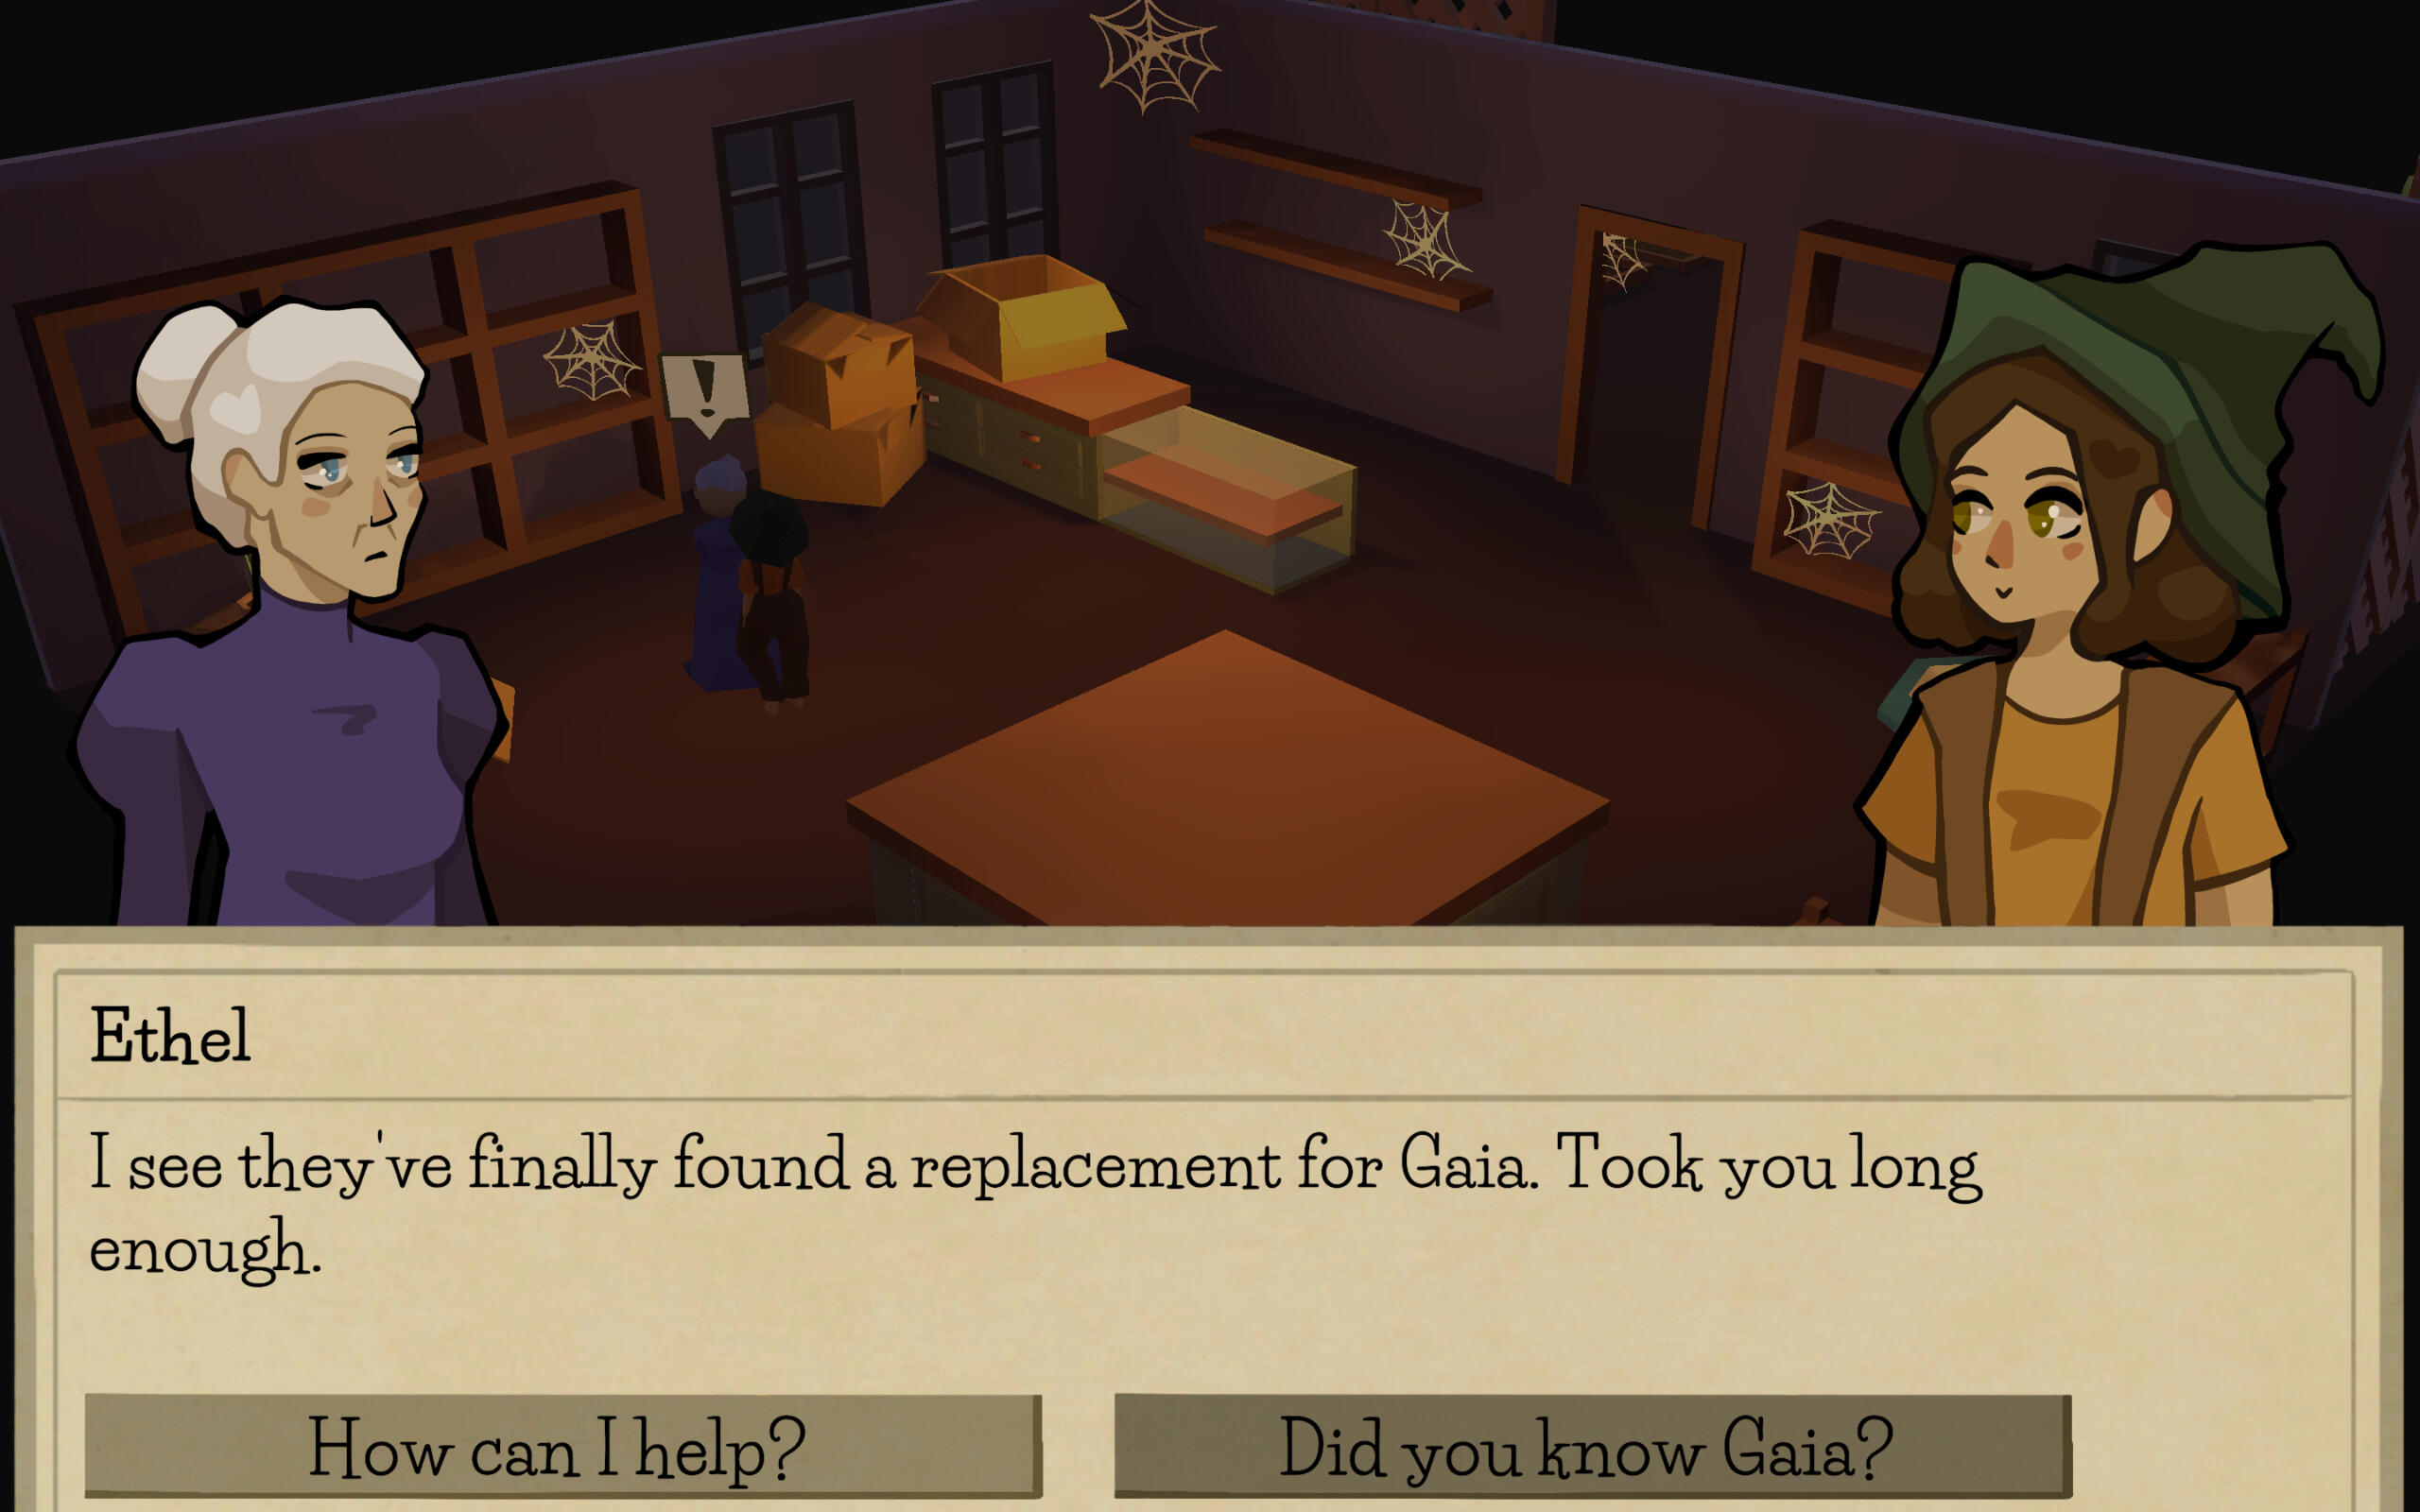 Ethel
I see they've finally found a replacement for Gaia. Took you long
enough.
How can I help?
Did you know Gaia?